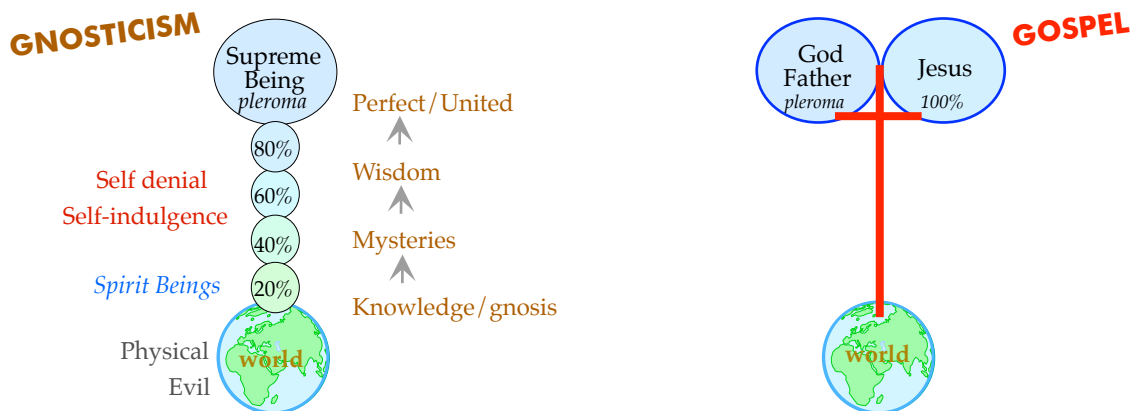 GNOSTICISM
Supreme
Being
pleroma
Perfect/United
80%
Wisdom
Self denial
60%
Self-indulgence
40%
Mysteries
Spirit Beings
20%
Knowledge/gnosis
Physical
world
Evil
GOSPEL
God
Father
pleroma
Jesus
100%
world